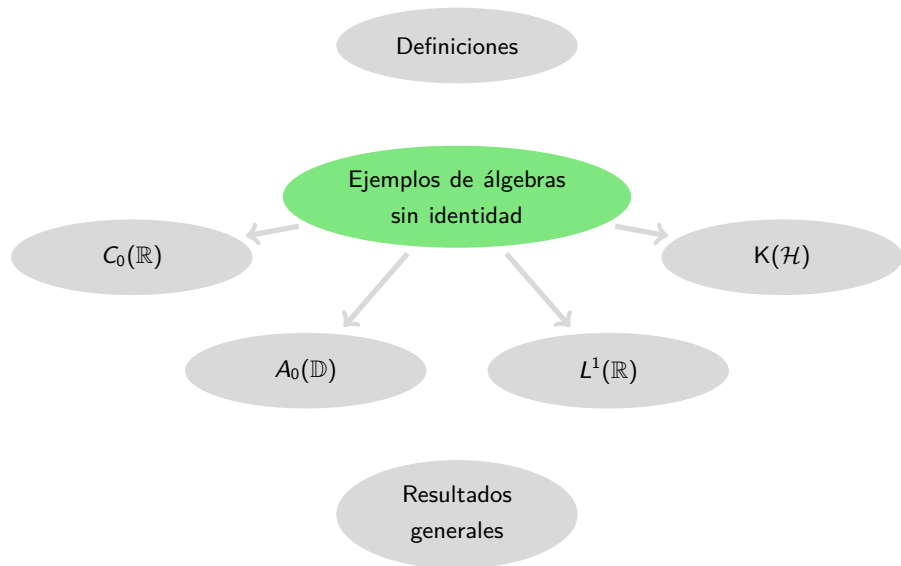 Definiciones
Ejemplos de álgebras
sin identidad
C₀(ℝ)
K(ℋ)
A₀(𝔻)
L¹(ℝ)
Resultados
generales